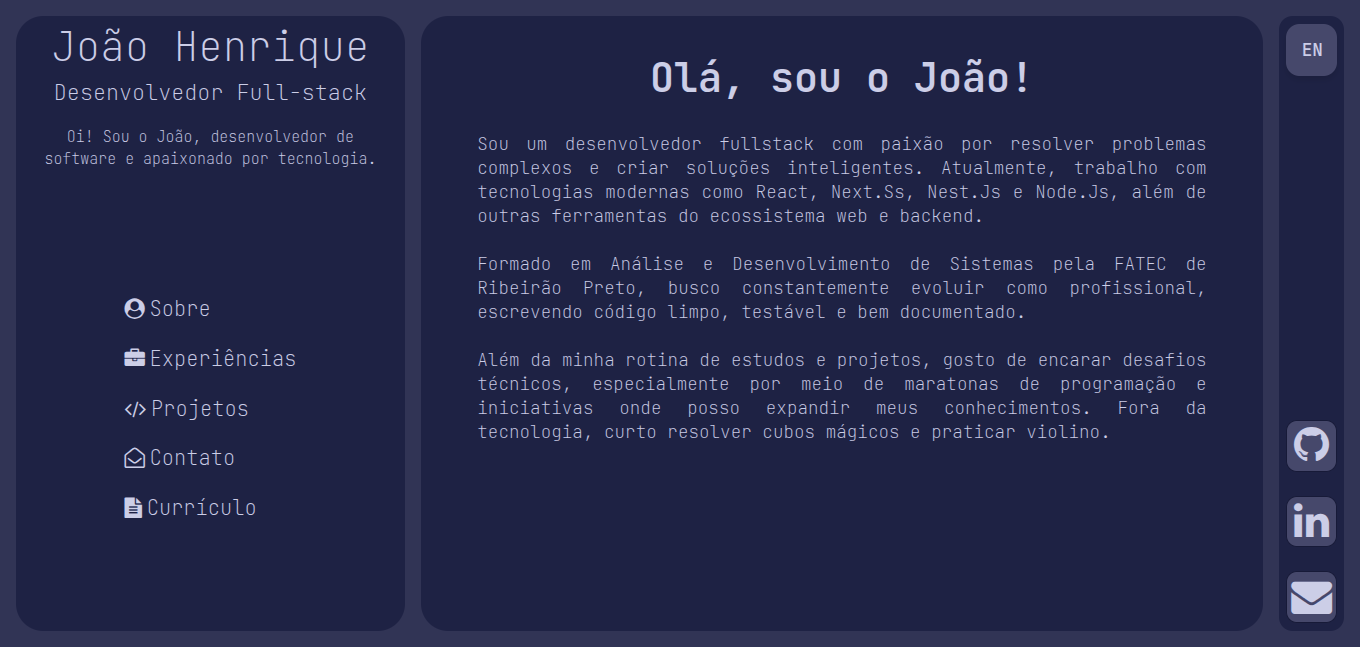 João Henrique
Desenvolvedor Full-stack
Oi! Sou o João, desenvolvedor de
software e apaixonado por tecnologia.
Sobre
Experiências
Projetos
Contato
Currículo
Olá, sou o João!
Sou um desenvolvedor fullstack com paixão por resolver problemas
complexos e criar soluções inteligentes. Atualmente, trabalho com
tecnologias modernas como React, Next.Ss, Nest.Js e Node.Js, além de
outras ferramentas do ecossistema web e backend.
Formado em Análise e Desenvolvimento de Sistemas pela FATEC de
Ribeirão Preto, busco constantemente evoluir como profissional,
escrevendo código limpo, testável e bem documentado.
Além da minha rotina de estudos e projetos, gosto de encarar desafios
técnicos, especialmente por meio de maratonas de programação e
iniciativas onde posso expandir meus conhecimentos. Fora da
tecnologia, curto resolver cubos mágicos e praticar violino.
EN
in